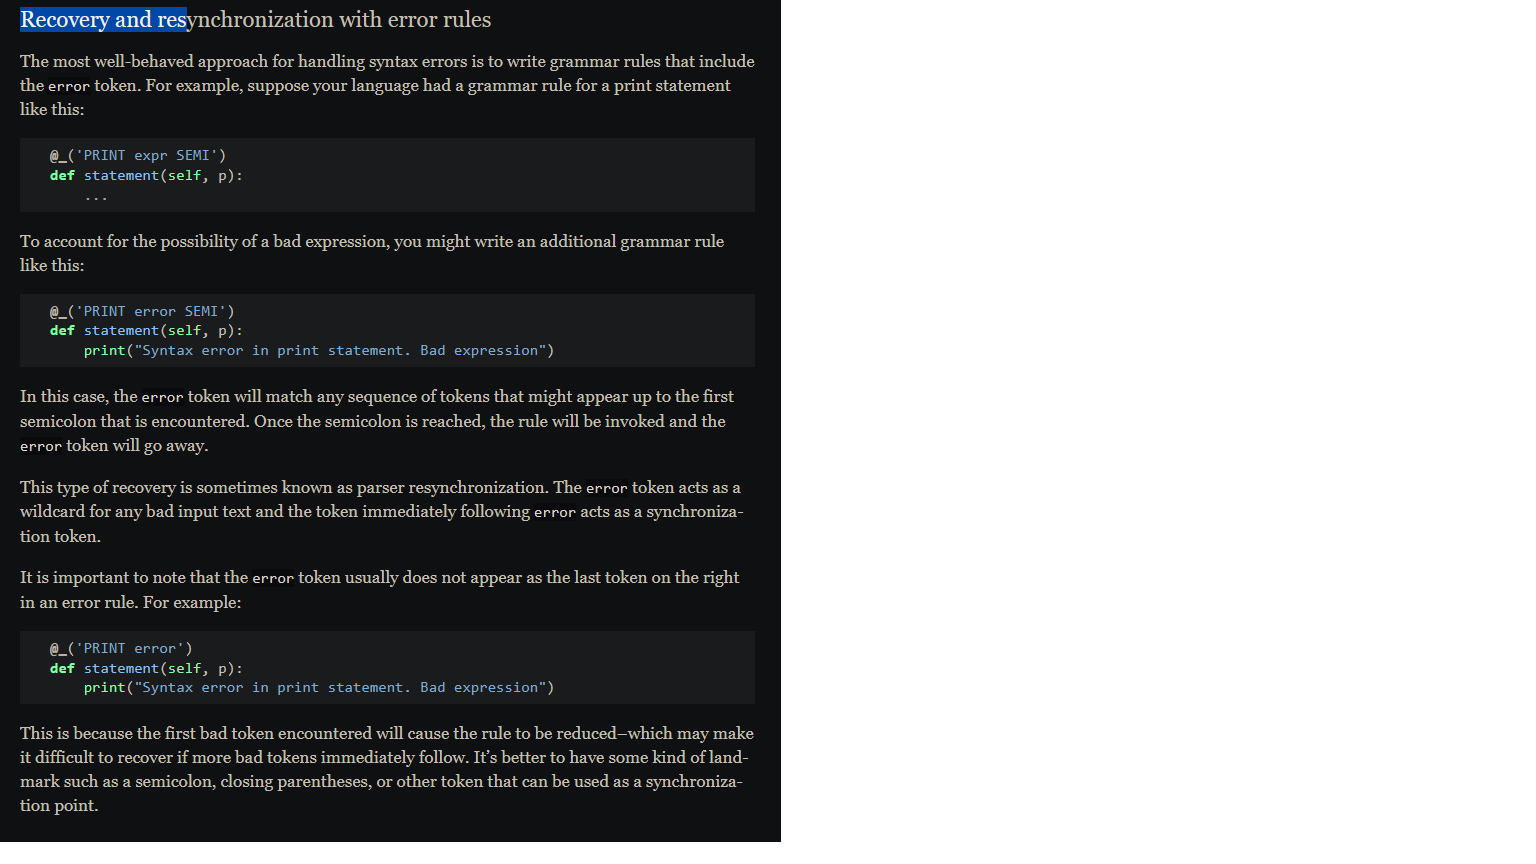 Recovery and resynchronization with error rules
The most well-behaved approach for handling syntax errors is to write grammar rules that include
the error token. For example, suppose your language had a grammar rule for a print statement
like this:
@_('PRINT expr SEMI')
def statement(self, p):
    ...
To account for the possibility of a bad expression, you might write an additional grammar rule
like this:
@_('PRINT error SEMI')
def statement(self, p):
    print("Syntax error in print statement. Bad expression")
In this case, the error token will match any sequence of tokens that might appear up to the first
semicolon that is encountered. Once the semicolon is reached, the rule will be invoked and the
error token will go away.
This type of recovery is sometimes known as parser resynchronization. The error token acts as a
wildcard for any bad input text and the token immediately following error acts as a synchroniza-
tion token.
It is important to note that the error token usually does not appear as the last token on the right
in an error rule. For example:
@_('PRINT error')
def statement(self, p):
    print("Syntax error in print statement. Bad expression")
This is because the first bad token encountered will cause the rule to be reduced–which may make
it difficult to recover if more bad tokens immediately follow. It’s better to have some kind of land-
mark such as a semicolon, closing parentheses, or other token that can be used as a synchroniza-
tion point.